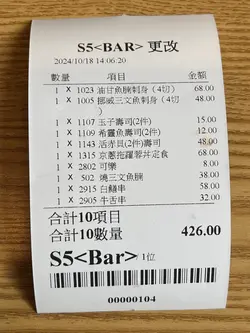 S5<BAR> 更改
2024/10/18 14:06.20
數量 項目 金額
1 X 1023 油甘魚腩刺身 (4切) 68.00
1 X 1005 挪威三文魚刺身 (4切) 48.00
1 X 1107 玉子壽司(2件) 15.00
1 X 1109 希靈魚壽司(2件) 12.00
1 X 1143 活赤貝(2件)壽司 48.00
1 X 1315 京蔥拖羅蓉丼定食 68.00
1 X 2802 可樂 8.00
1 X 502 燒三文魚腩 38.00
1 X 2915 白鱔串 58.00
1 X 2905 牛舌串 32.00
合計10項目
合計10數量 426.00
S5<Bar> 1位
00000104